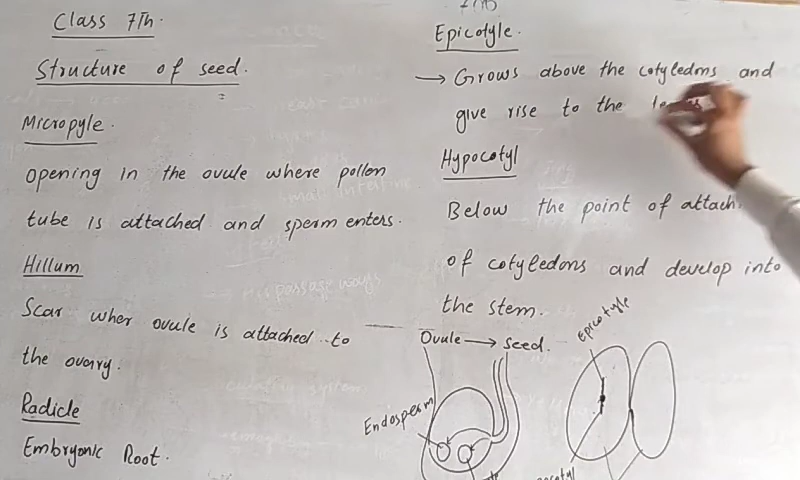 Class 7Th.
Structure of seed.
Micropyle.
opening in the ovule where pollen
tube is attached and sperm enters.
Hillum
Scar wher ovule is attached to
the ovary.
Radicle
Embryonic Root.
Epicotyle.
→ Grows above the cotyledons and
give rise to the
Hypocotyl
Below the point of attach
of cotyledons and develop into
the stem.
Ovule → Seed.
Epicotyle
Endosperm